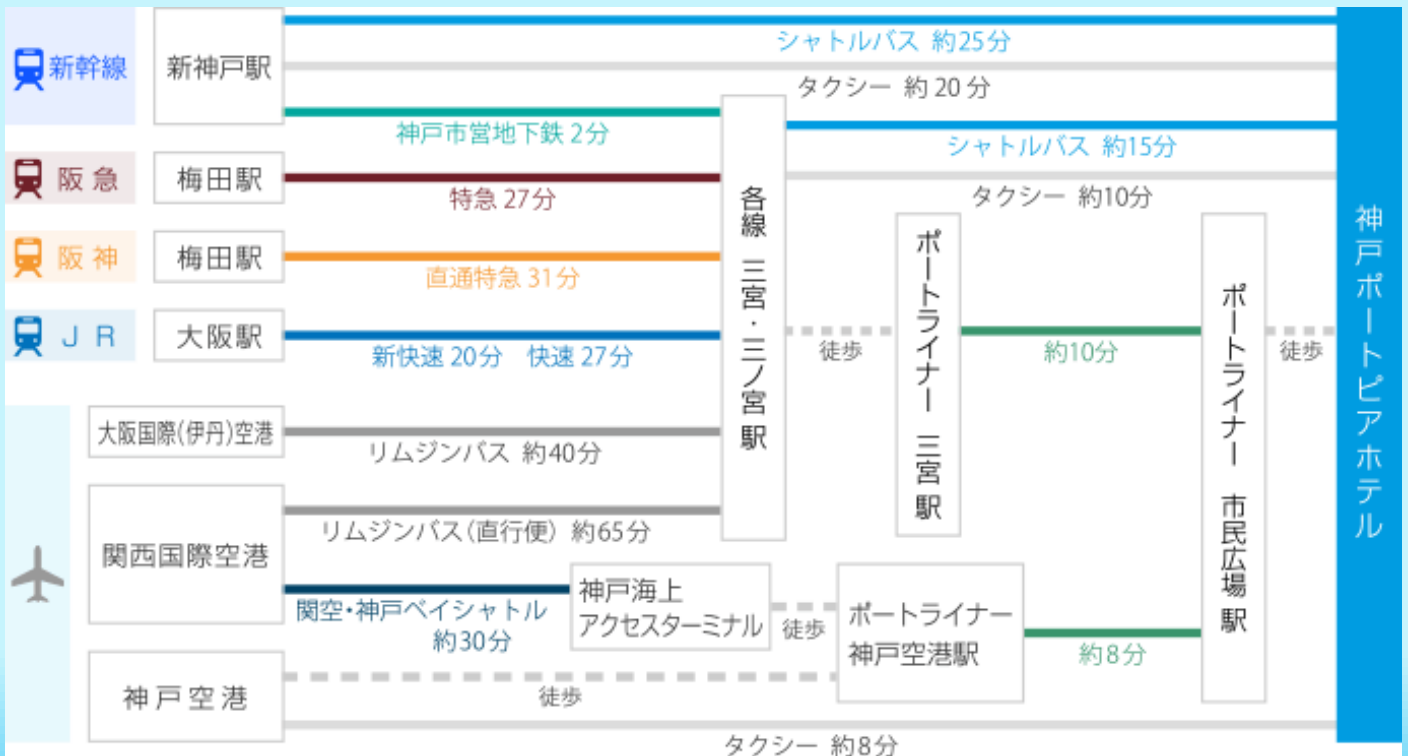 新幹線
新神戸駅
シャトルバス 約25分
タクシー 約20分
神戸市営地下鉄 2分
シャトルバス 約15分
タクシー 約10分
阪急
梅田駅
特急 27分
阪神
梅田駅
直通特急 31分
JR
大阪駅
新快速 20分 快速 27分
各線 三宮・三ノ宮駅
徒歩
ポートライナー 三宮駅
約10分
ポートライナー 市民広場駅
徒歩
神戸ポートピアホテル
大阪国際(伊丹)空港
リムジンバス 約40分
関西国際空港
リムジンバス(直行便) 約65分
関空・神戸ベイシャトル
約30分
神戸海上
アクセスターミナル
徒歩
ポートライナー
神戸空港駅
約8分
神戸空港
徒歩
タクシー 約8分